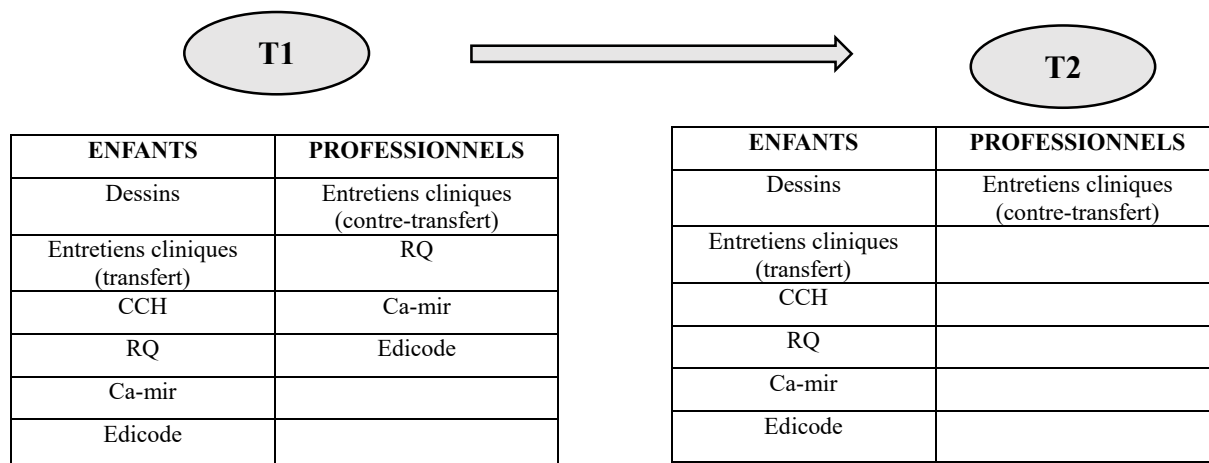 T1
T2
ENFANTS PROFESSIONNELS
Dessins Entretiens cliniques
(contre-transfert)
Entretiens cliniques RQ
(transfert)
CCH Ca-mir
RQ Edicode
Ca-mir
Edicode
ENFANTS PROFESSIONNELS
Dessins Entretiens cliniques
(contre-transfert)
Entretiens cliniques
(transfert)
CCH
RQ
Ca-mir
Edicode